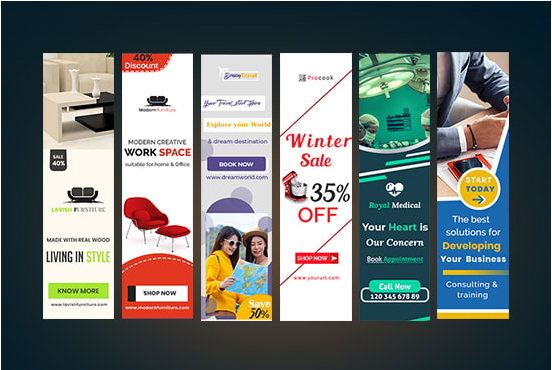 SALE
40%
LAVISH FURNITURE
MADE WITH REAL WOOD
LIVING IN STYLE
KNOW MORE
www.lavishfurniture.com
40%
Discount
Modernfurniture
MODERN CREATIVE
WORK SPACE
suitable for home & Office
SHOP NOW
www.modernfurniture.com
DreamTravel
Your Travel Start Here
Explore your World
& dream destination
BOOK NOW
www.dreamworld.com
Save
50%
Procook
Winter
Sale
35%
OFF
SHOP NOW
www.yoururl.com
Royal Medical
Your Heart is
Our Concern
Book Appointment
Call Now
120 345 678 89
START
TODAY
The best
solutions for
Developing
Your Business
Consulting &
training